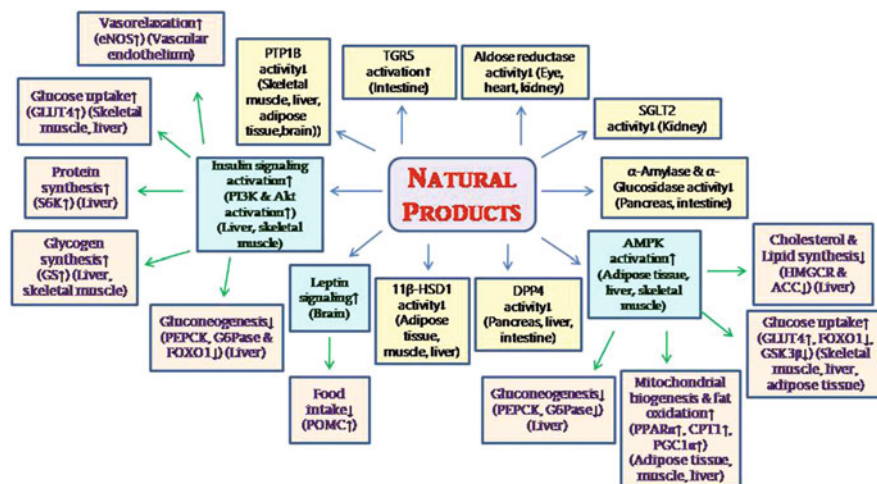 Vasorelaxation↑
(eNOS↑) (Vascular
endothelium)
PTP1B
activity↓
(Skeletal
muscle, liver,
adipose
tissue,brain))
TGR5
activation↑
(Intestine)
Aldose reductase
activity↓ (Eye,
heart, kidney)
SGLT2
activity↓ (Kidney)
Glucose uptake↑
(GLUT4↑) (Skeletal
muscle, liver)
Protein
synthesis↑
(S6K↑) (Liver)
Glycogen
synthesis↑
(GS↑) (Liver,
skeletal muscle)
Insulin signaling
activation↑
(PI3K & Akt
activation↑)
(Liver, skeletal
muscle)
NATURAL
PRODUCTS
α-Amylase & α-
Glucosidase activity↓
(Pancreas, intestine)
Gluconeogenesis↓
(PEPCK, G6Pase &
FOXO1↓) (Liver)
Leptin
signaling↑
(Brain)
Food
intake↓
(POMC↑)
11β-HSD1
activity↓
(Adipose
tissue,
muscle, liver)
DPP4
activity↓
(Pancreas, liver,
intestine)
AMPK
activation↑
(Adipose tissue,
liver, skeletal
muscle)
Cholesterol &
Lipid synthesis↓
(HMGCR &
ACC↓) (Liver)
Glucose uptake↑
(GLUT4↑, FOXO1↓,
GSK3β↓) (Skeletal
muscle, liver,
adipose tissue)
Gluconeogenesis↓
(PEPCK, G6Pase↓)
(Liver)
Mitochondrial
biogenesis & fat
oxidation↑
(PPARα↑, CPT1↑,
PGC1α↑)
(Adipose tissue,
muscle, liver)